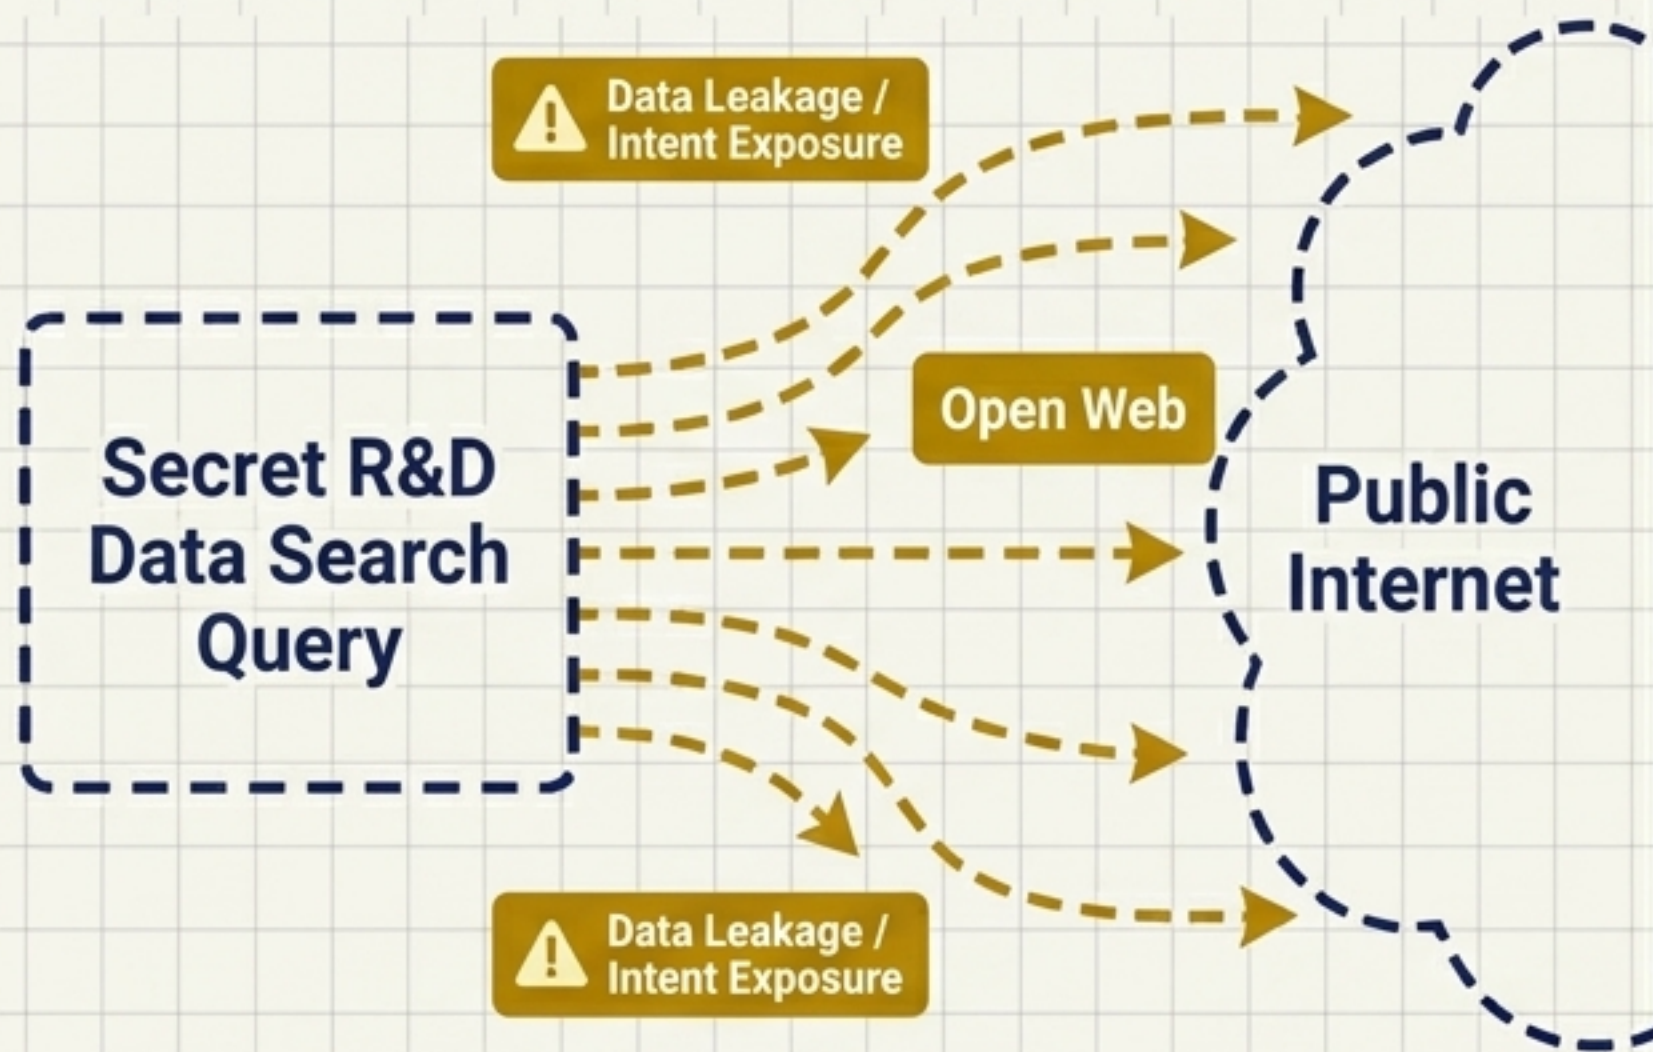 Data Leakage /
Intent Exposure
Open Web
Secret R&D
Data Search
Query
Public
Internet
Data Leakage /
Intent Exposure